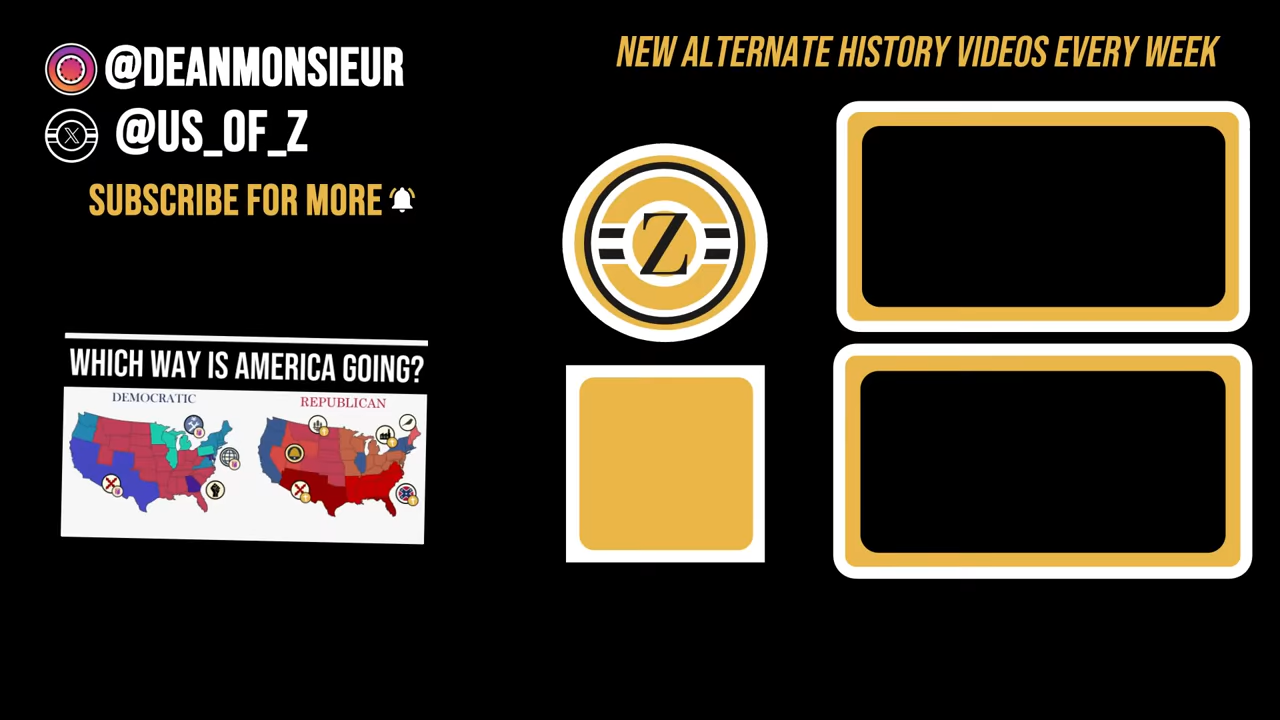 @DEANMONSIEUR
@US_OF_Z
SUBSCRIBE FOR MORE
NEW ALTERNATE HISTORY VIDEOS EVERY WEEK
Z
WHICH WAY IS AMERICA GOING?
DEMOCRATIC
REPUBLICAN